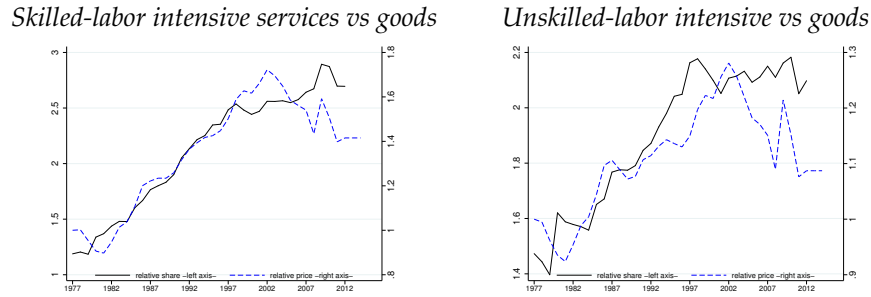 Skilled-labor intensive services vs goods
Unskilled-labor intensive vs goods
3
2.5
2
1.5
1
1.8
1.6
1.4
1.2
1
.8
relative share –left axis–
relative price –right axis–
1977 1982 1987 1992 1997 2002 2007 2012
2.2
2
1.8
1.6
1.4
1.3
1.2
1.1
1
.9
relative share –left axis–
relative price –right axis–
1977 1982 1987 1992 1997 2002 2007 2012